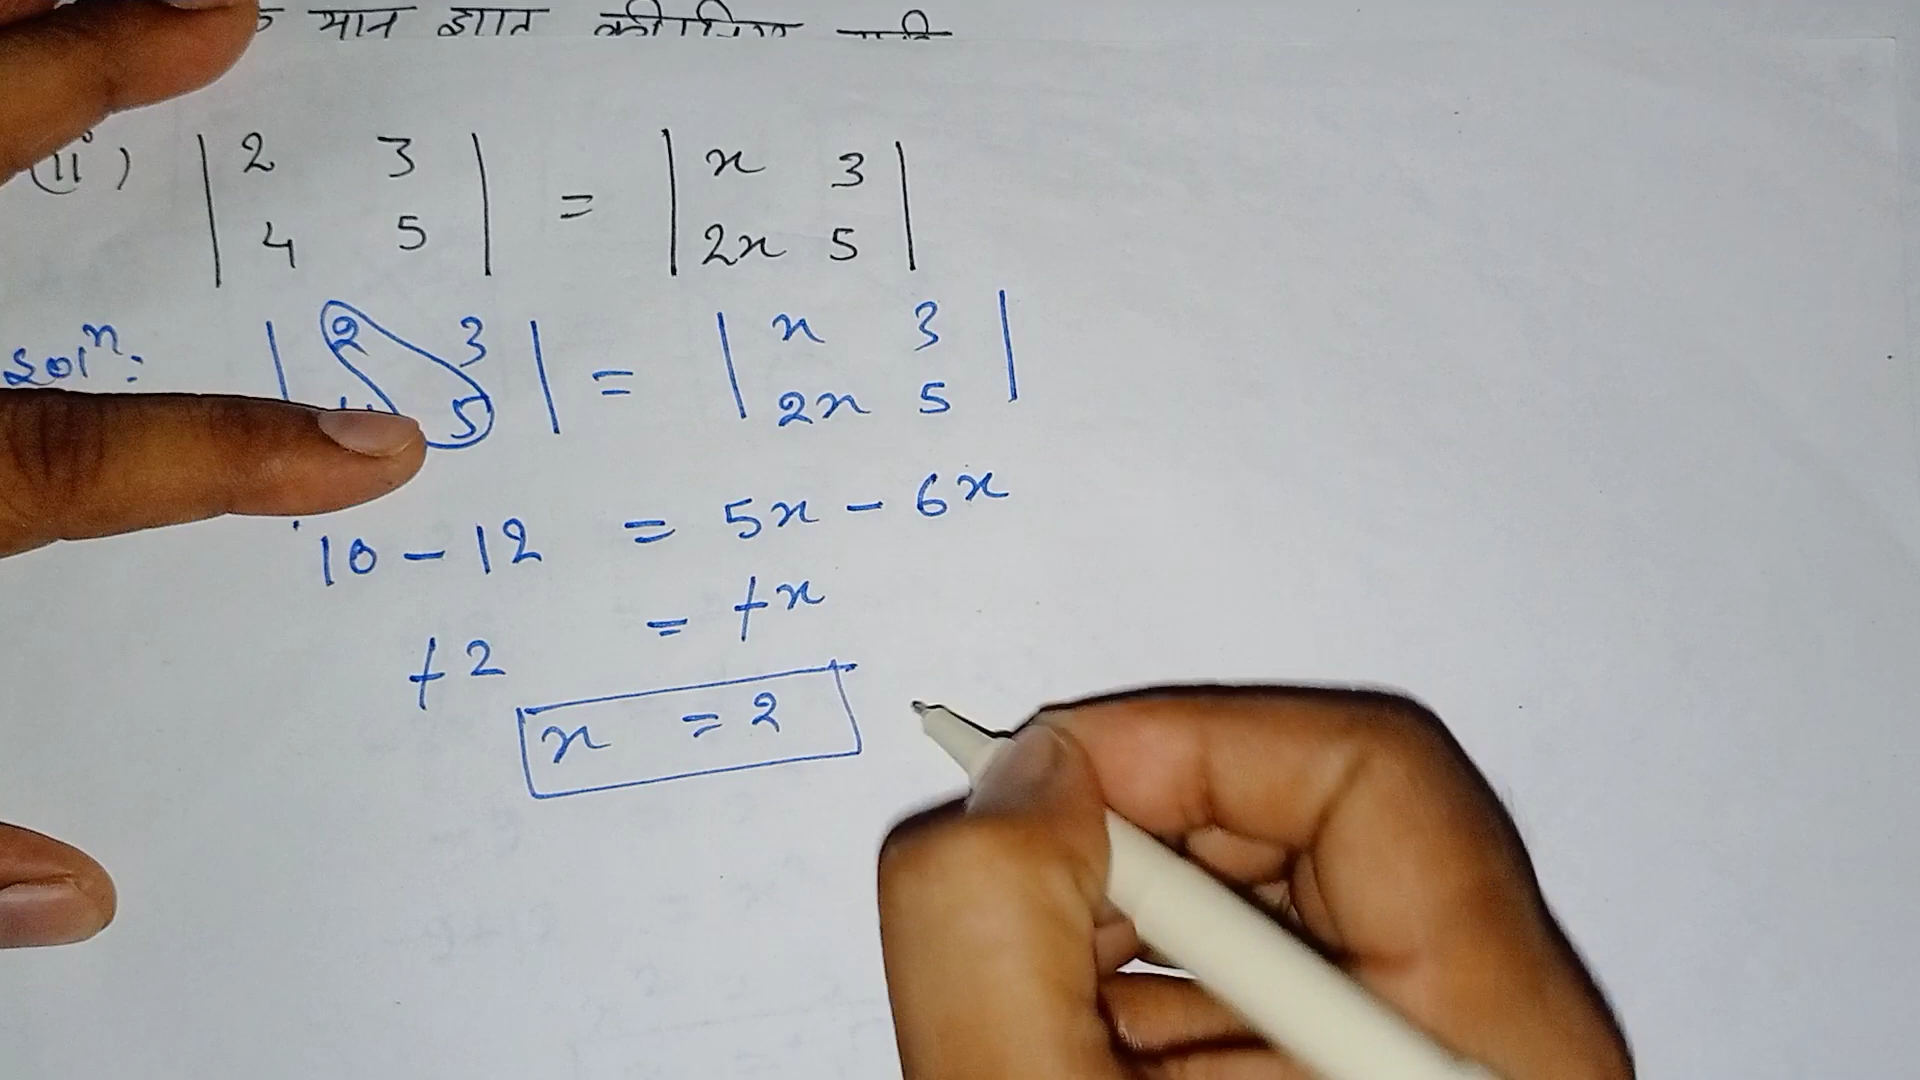 मान ज्ञात
(ii) | 2 3 | = | x 3 |
| 4 5 | | 2x 5 |
Solⁿ: | 2 3 | = | x 3 |
5 | | 2x 5 |
10 - 12 = 5x - 6x
-2 = -x
x = 2